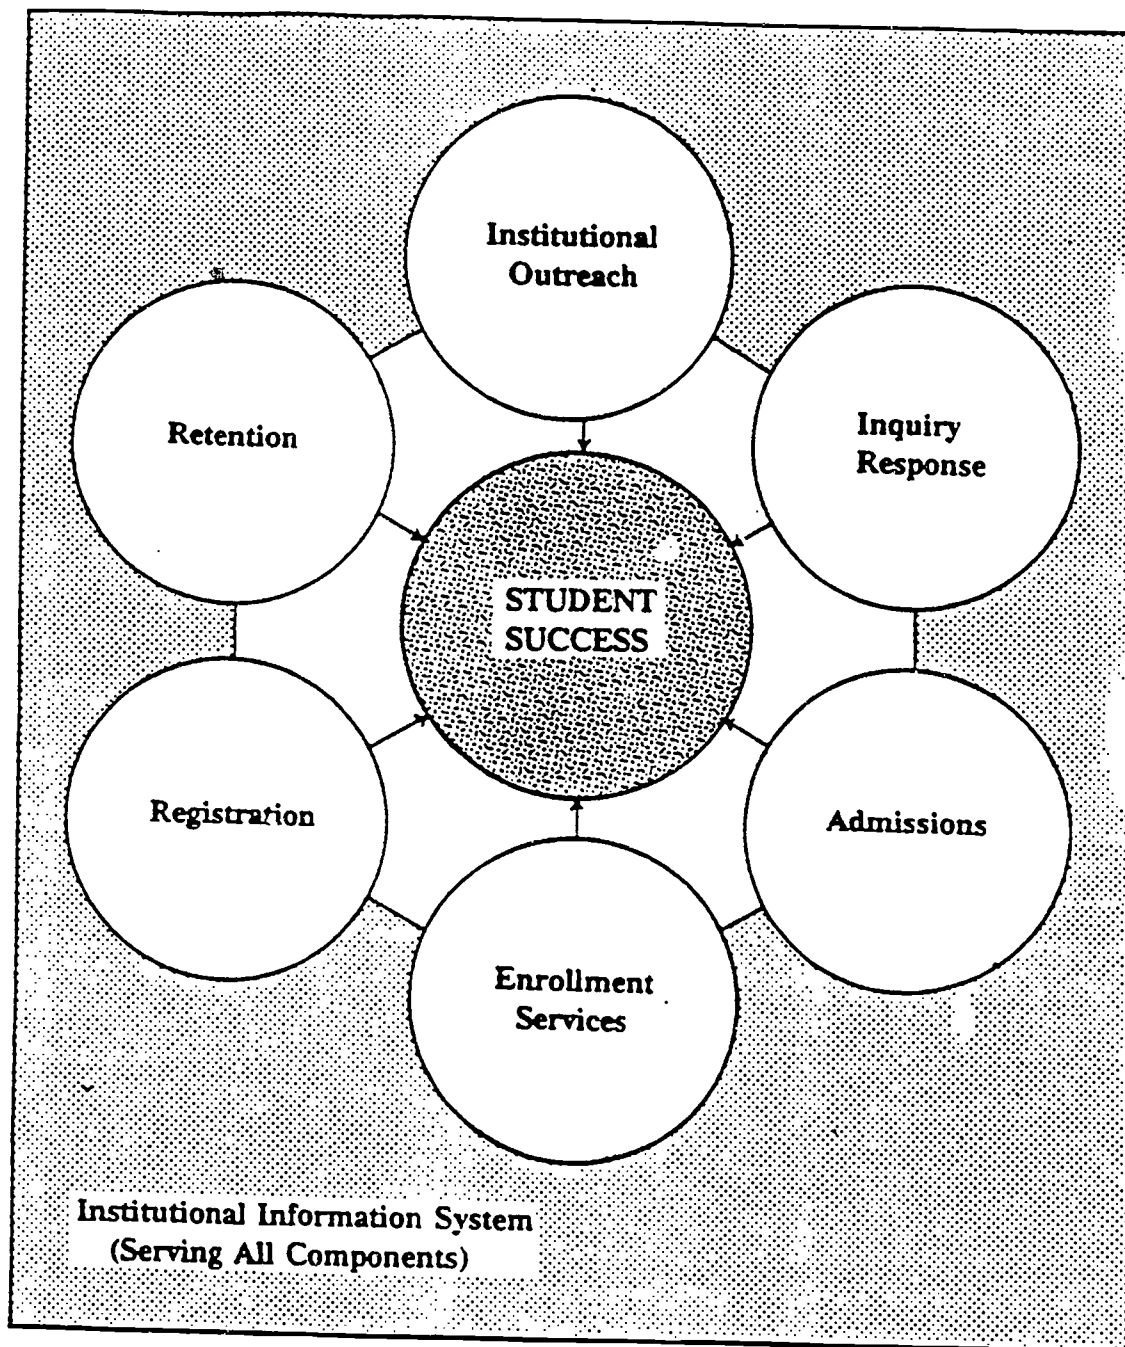 Institutional
Outreach
Inquiry
Response
Retention
STUDENT
SUCCESS
Registration
Admissions
Enrollment
Services
Institutional Information System
(Serving All Components)